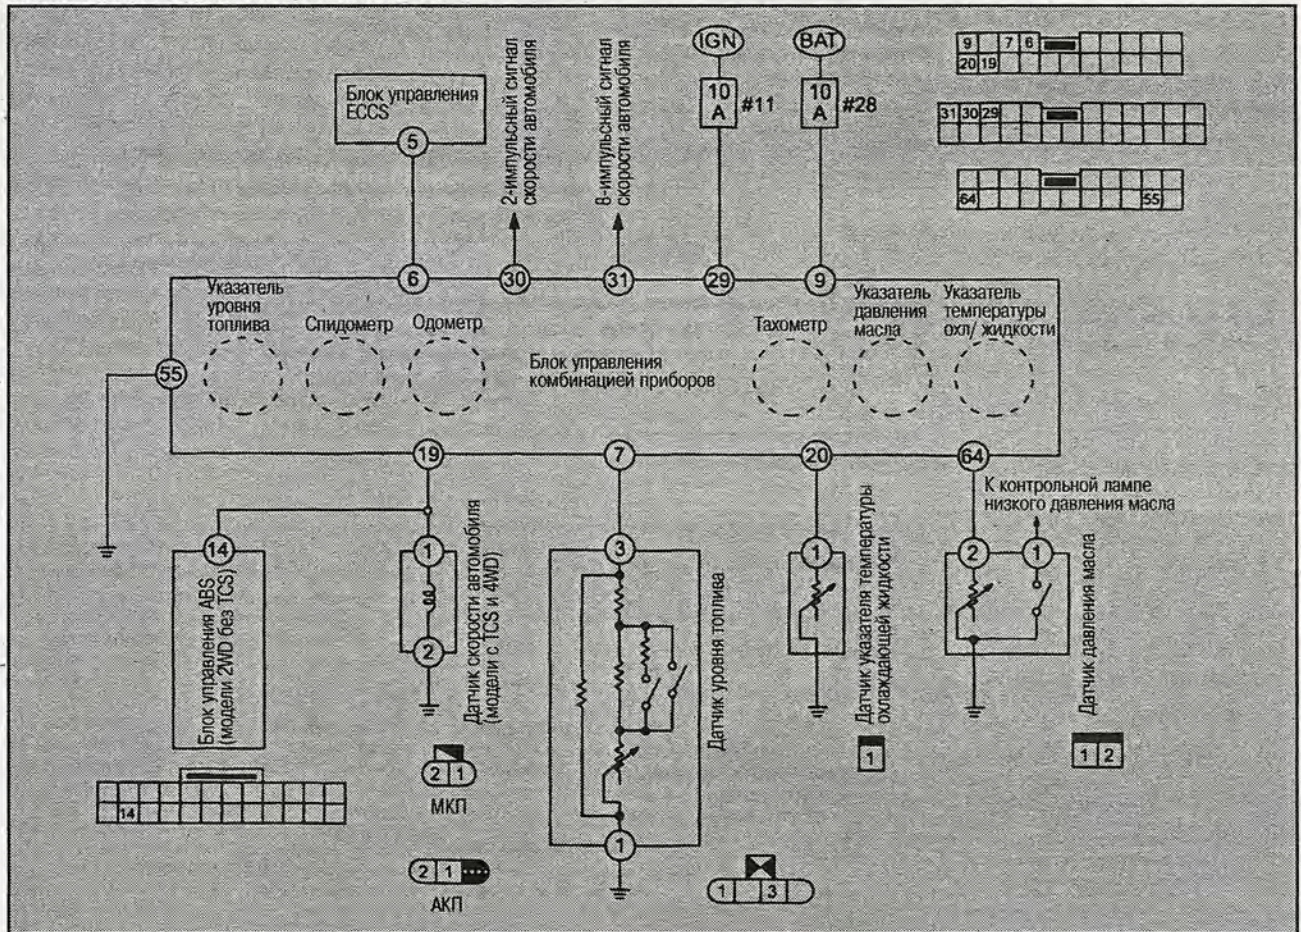 IGN
BAT
10
A
#11
10
A
#28
Блок управления
ECCS
5
2-импульсный сигнал
скорости автомобиля
8-импульсный сигнал
скорости автомобиля
9 7 6
20 19
31 30 29
64 55
6
30
31
29
9
Указатель
уровня
топлива
Спидометр
Одометр
Блок управления
комбинацией приборов
Тахометр
Указатель
давления
масла
Указатель
температуры
охл/ жидкости
55
19
7
20
64
14
Блок управления ABS
(модели 2WD без TCS)
14
1
2
Датчик скорости автомобиля
(модели с TCS и 4WD)
2 1
МКП
2 1
АКП
3
1
Датчик уровня топлива
1 3
1
Датчик указателя температуры
охлаждающей жидкости
1
К контрольной лампе
низкого давления масла
2
1
Датчик давления масла
1 2